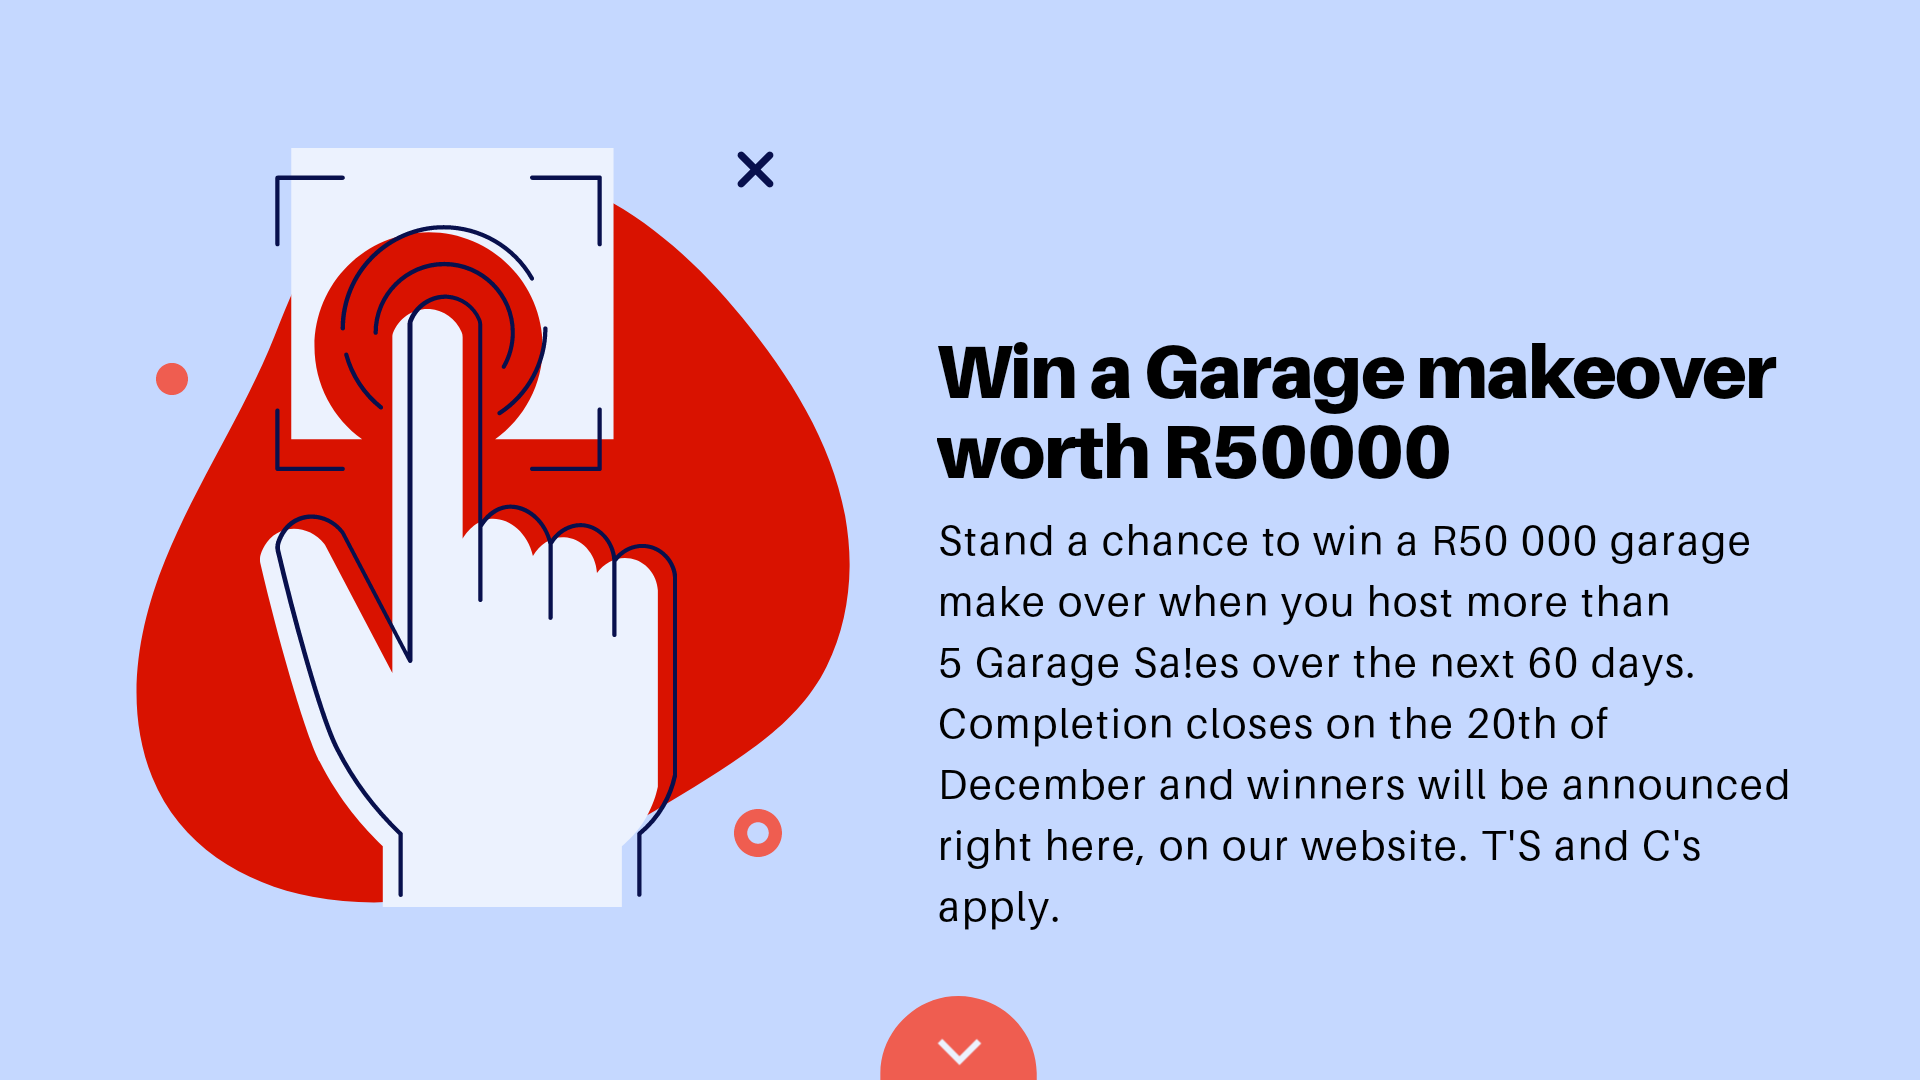 Win a Garage makeover
worth R50000
Stand a chance to win a R50 000 garage
make over when you host more than
5 Garage Sa!es over the next 60 days.
Completion closes on the 20th of
December and winners will be announced
right here, on our website. T'S and C's
apply.